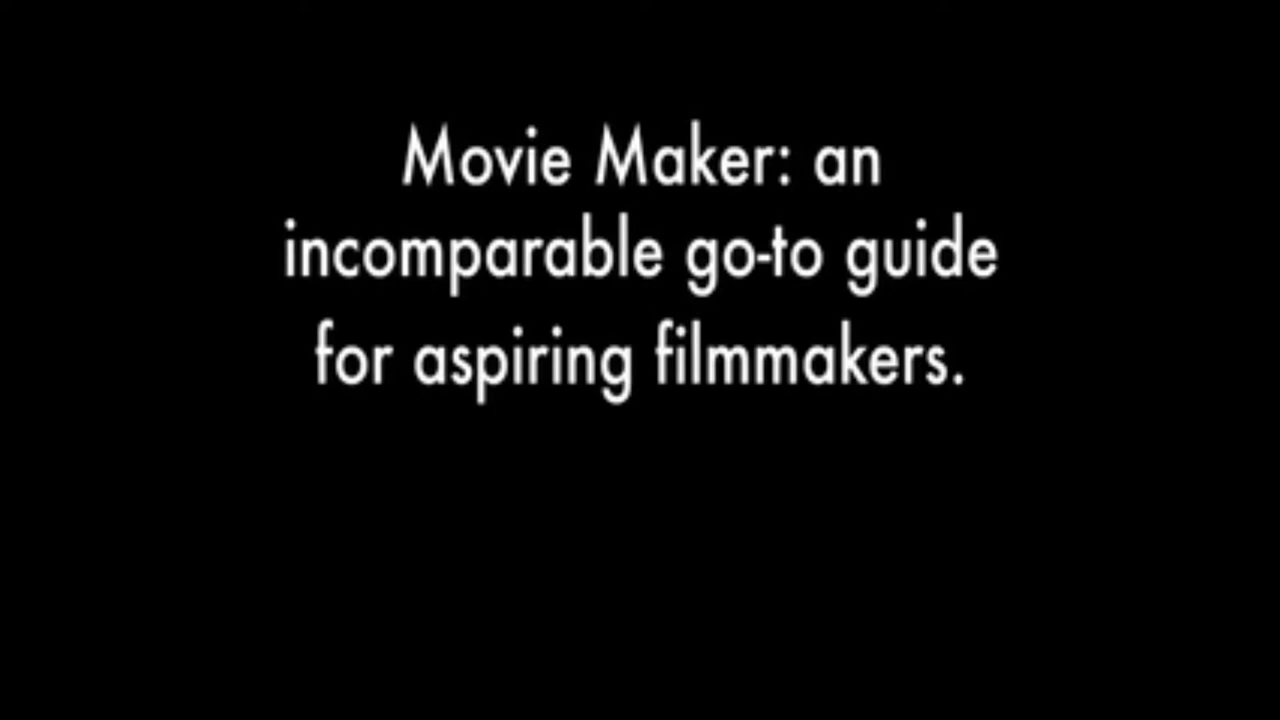 Movie Maker: an
incomparable go-to guide
for aspiring filmmakers.